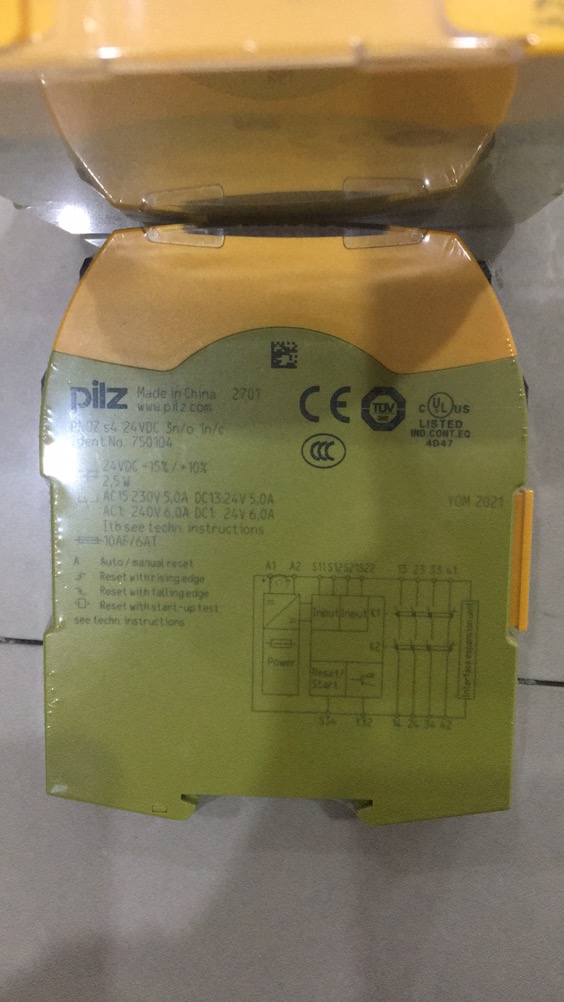 pilz Made in China 2701
www.pilz.com
PNOZ s4 24VDC 3n/o 1n/c
Ident.No. 750104
CE
TÜV
c UL US
LISTED
IND.CONT.EQ
4D47
CCC
24VDC -15% / +10%
2,5 W
AC15 230V 5,0A DC13:24V 5,0A
AC1: 240V 6,0A DC1: 24V 6,0A
Ith see techn. instructions
10AF/6AT
YOM 2021
A Auto / manual reset
Reset with rising edge
Reset with falling edge
Reset with start-up test
see techn. instructions
A1 A2 S11 S12 S21 S22 13 23 33 41
Input Input K1
K2
Power
Reset/
Start
Interface expansion unit
S34 Y32 14 24 34 42